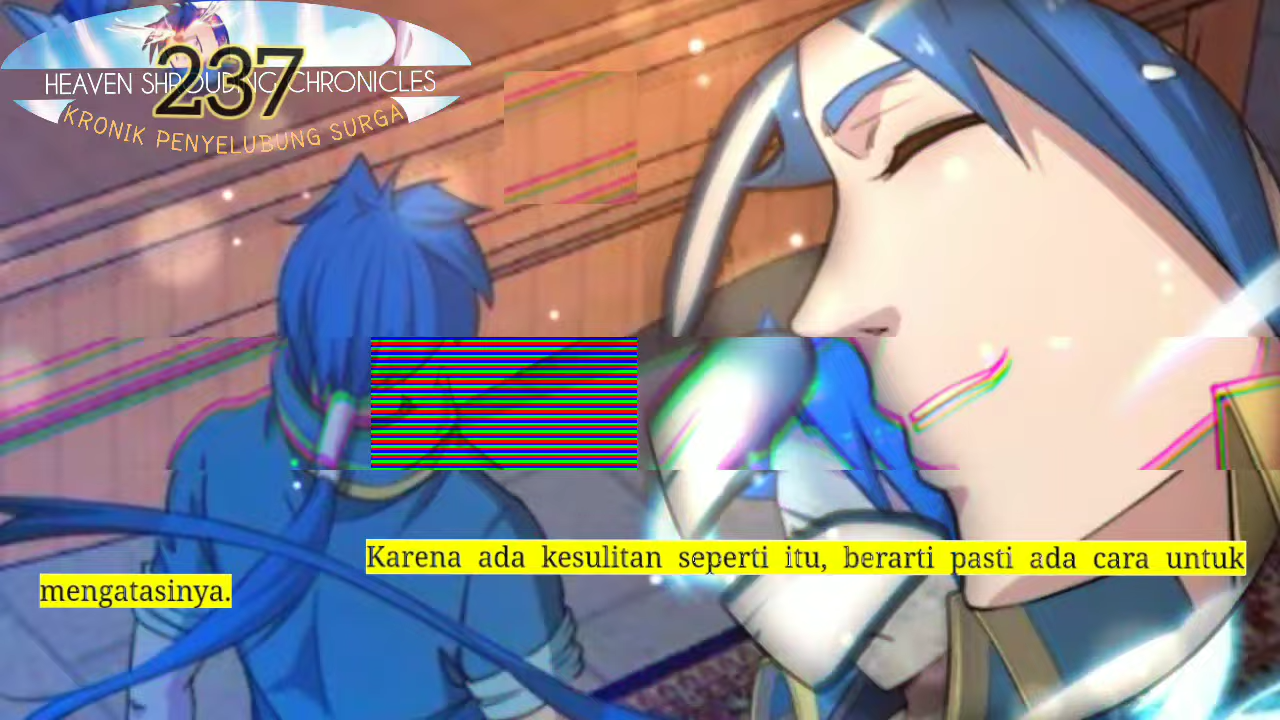 237
HEAVEN SHROUDING CHRONICLES
KRONIK PENYELUBUNG SURGA
Karena ada kesulitan seperti itu, berarti pasti ada cara untuk
mengatasinya.